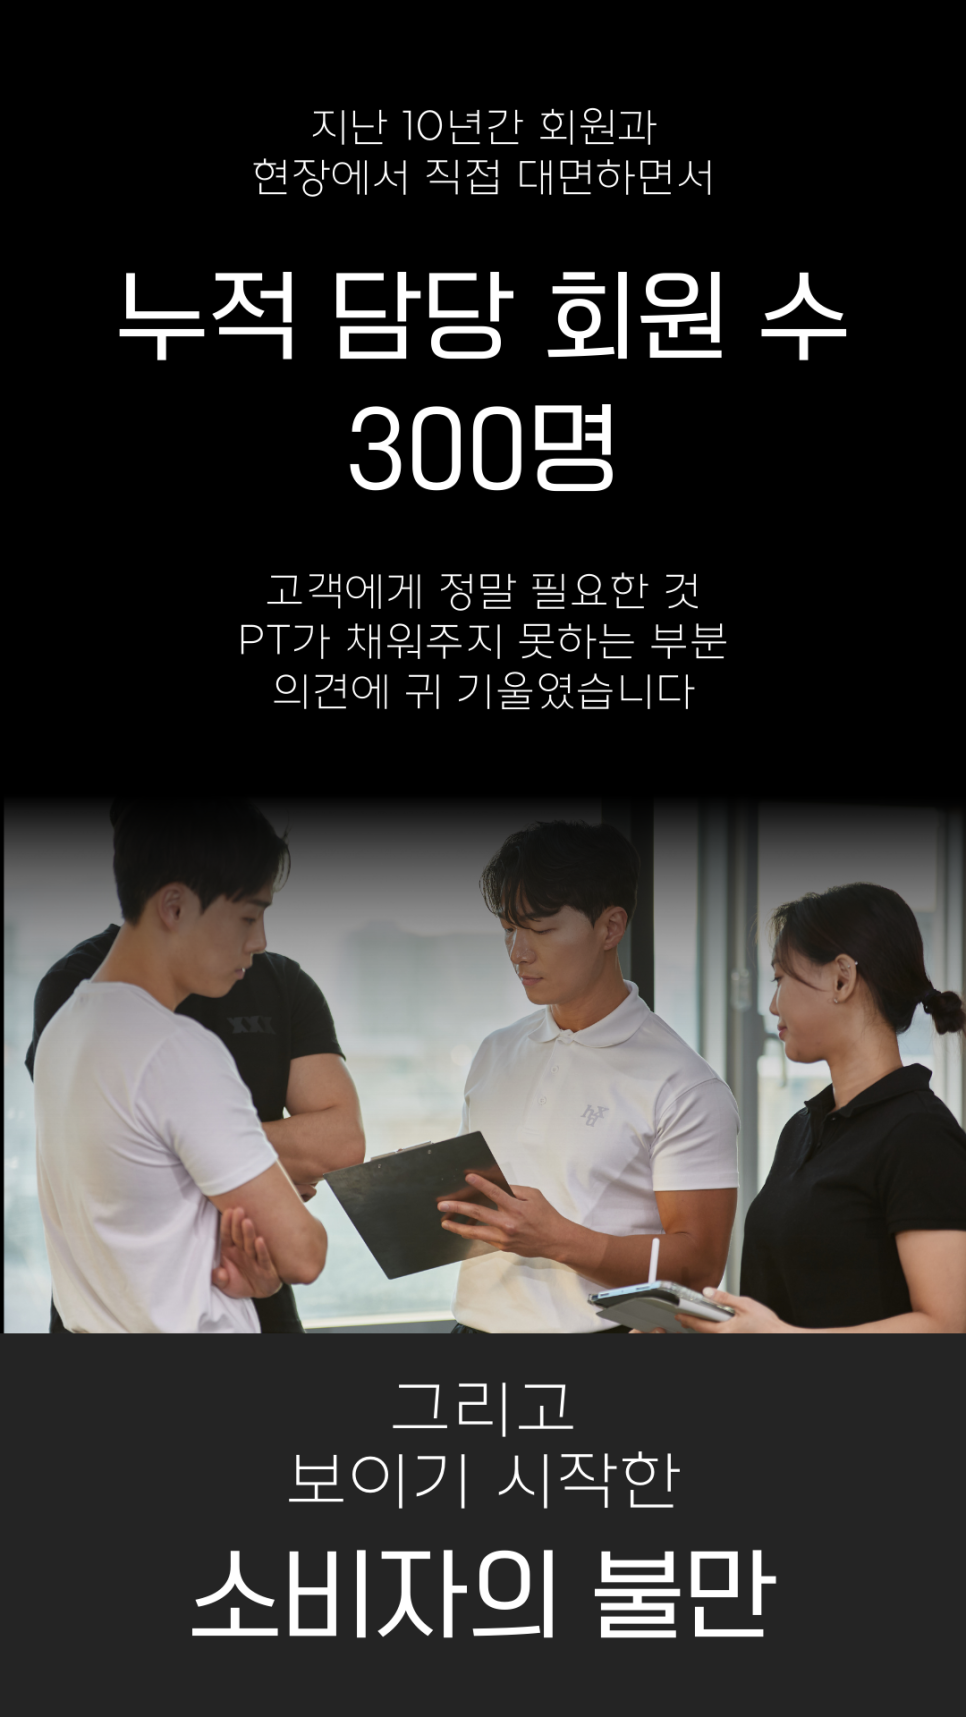 지난 10년간 회원과
현장에서 직접 대면하면서
누적 담당 회원 수
300명
고객에게 정말 필요한 것
PT가 채워주지 못하는 부분
의견에 귀 기울였습니다
그리고
보이기 시작한
소비자의 불만